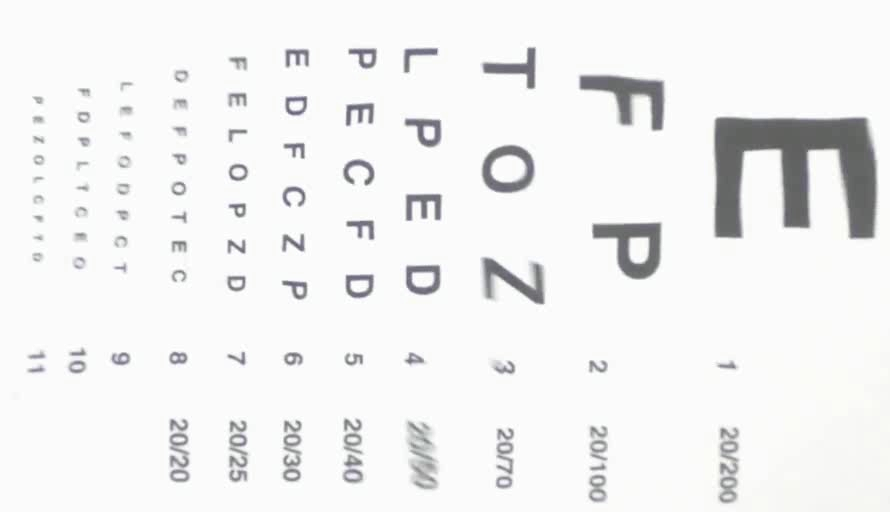 E 1 20/200
F P 2 20/100
T O Z 3 20/70
L P E D 4
P E C F D 5 20/40
E D F C Z P 6 20/30
F E L O P Z D 7 20/25
D E F P O T E C 8 20/20
L E F O D P C T 9
F D P L T C E O 10
P E Z O L C F T D 11